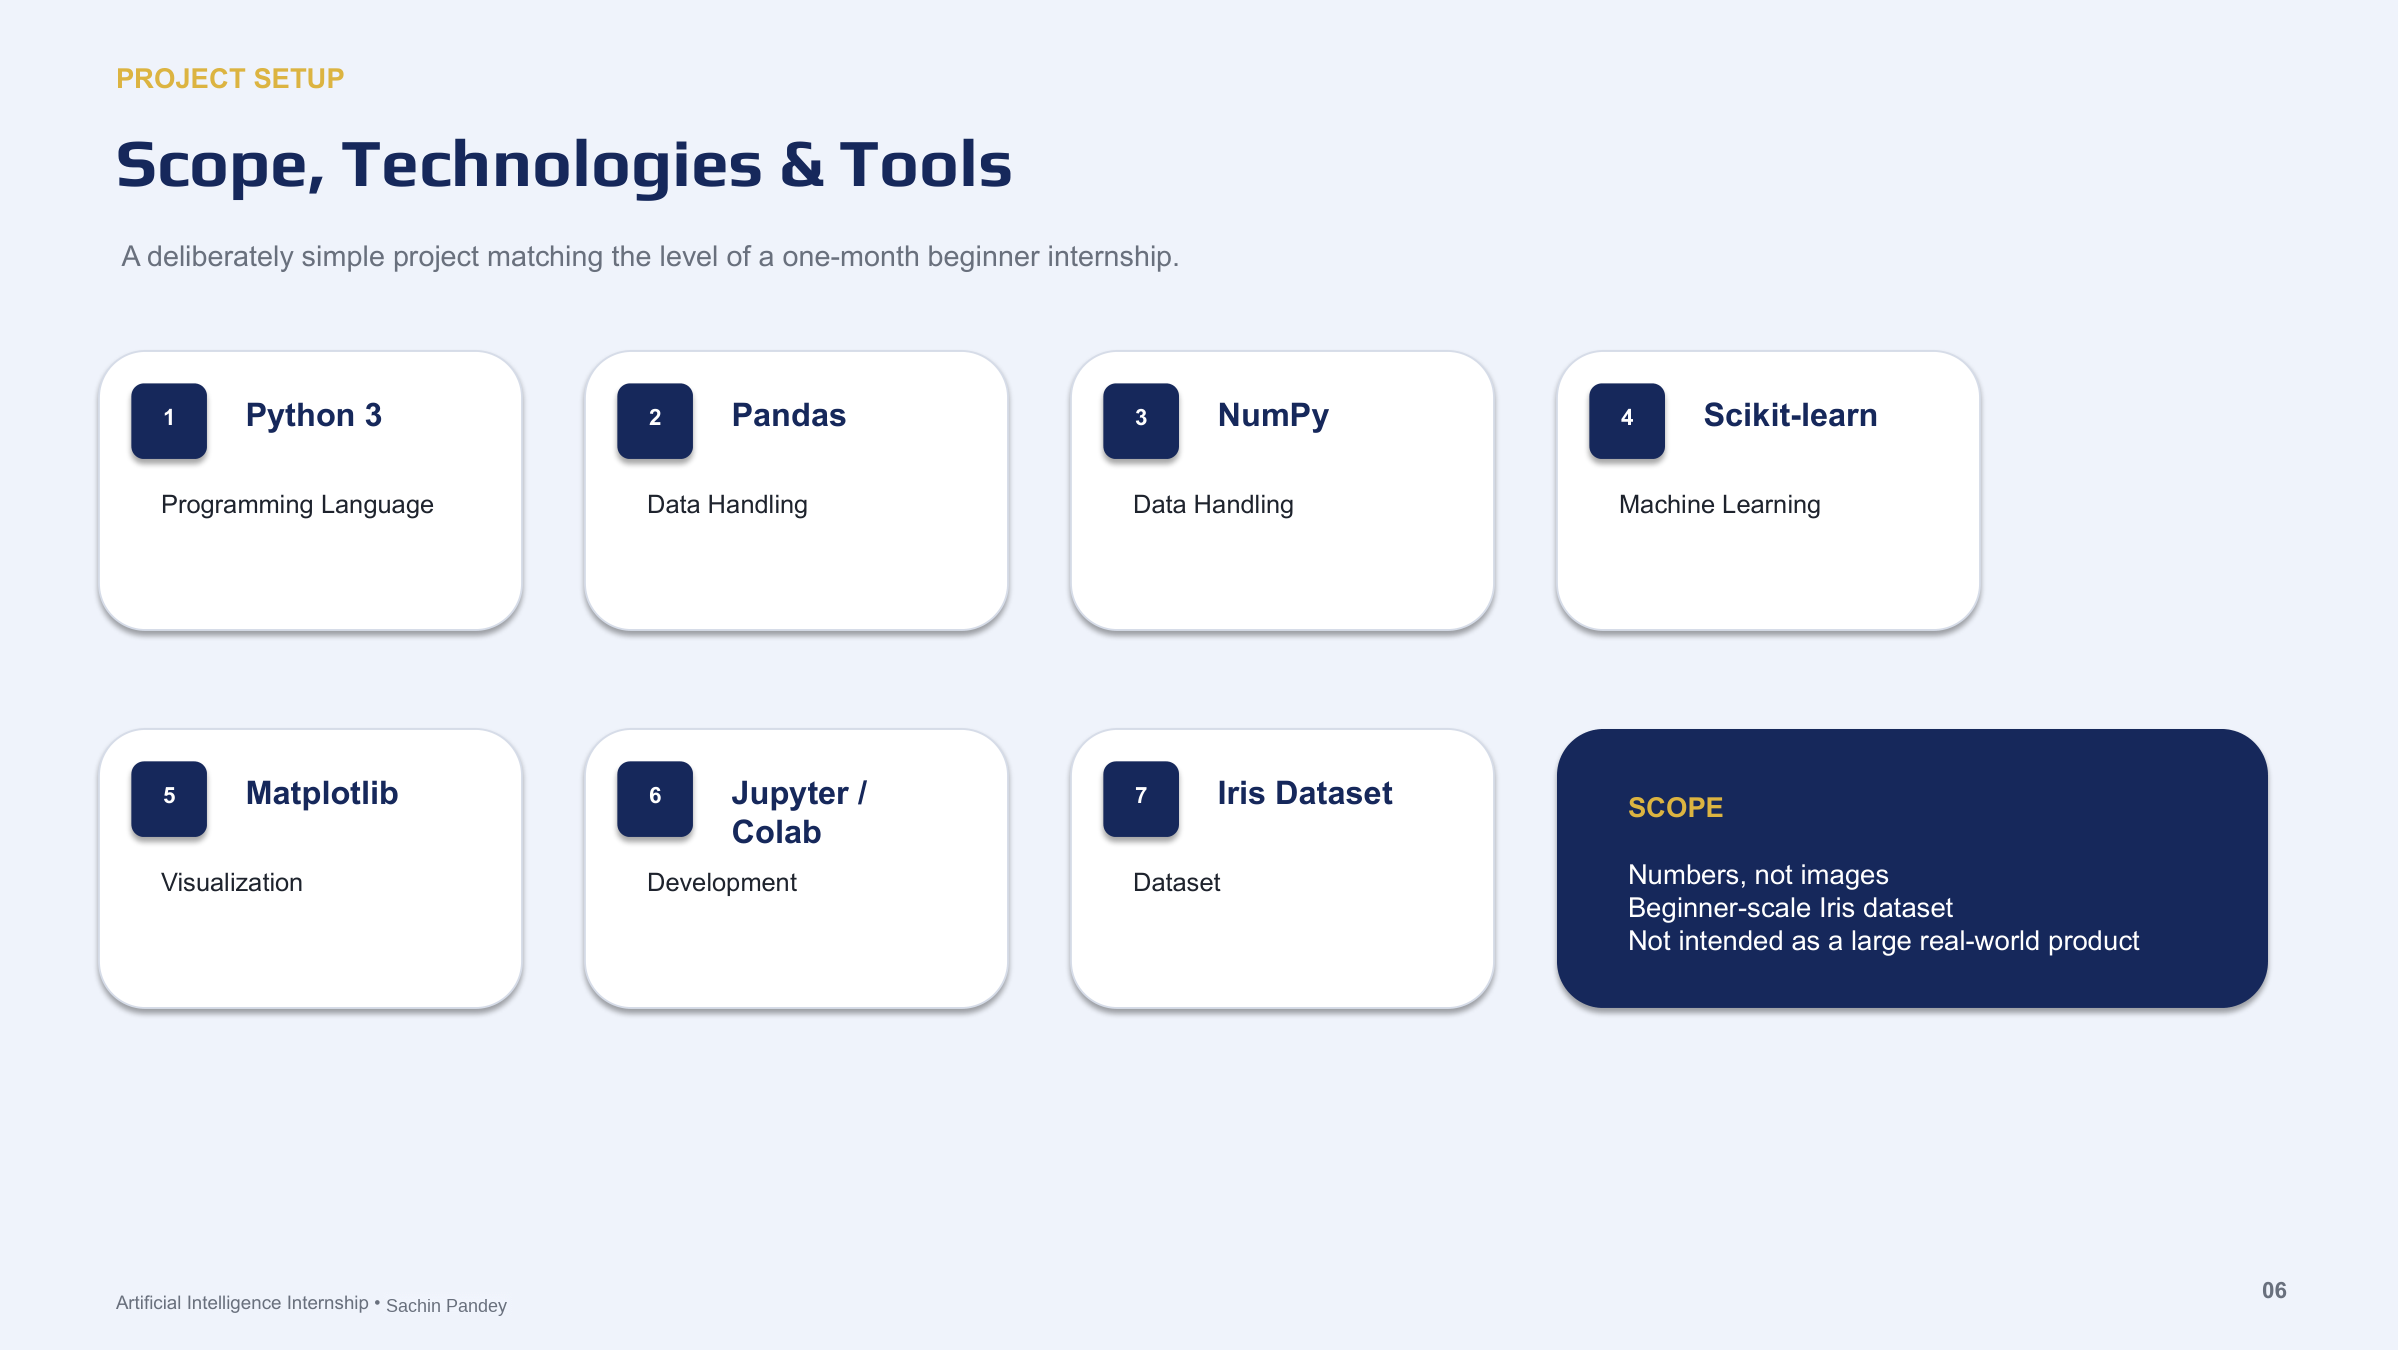 PROJECT SETUP
Scope, Technologies & Tools
A deliberately simple project matching the level of a one-month beginner internship.
1
Python 3
Programming Language
2
Pandas
Data Handling
3
NumPy
Data Handling
4
Scikit-learn
Machine Learning
5
Matplotlib
Visualization
6
Jupyter /
Colab
Development
7
Iris Dataset
Dataset
SCOPE
Numbers, not images
Beginner-scale Iris dataset
Not intended as a large real-world product
Artificial Intelligence Internship • Sachin Pandey
06